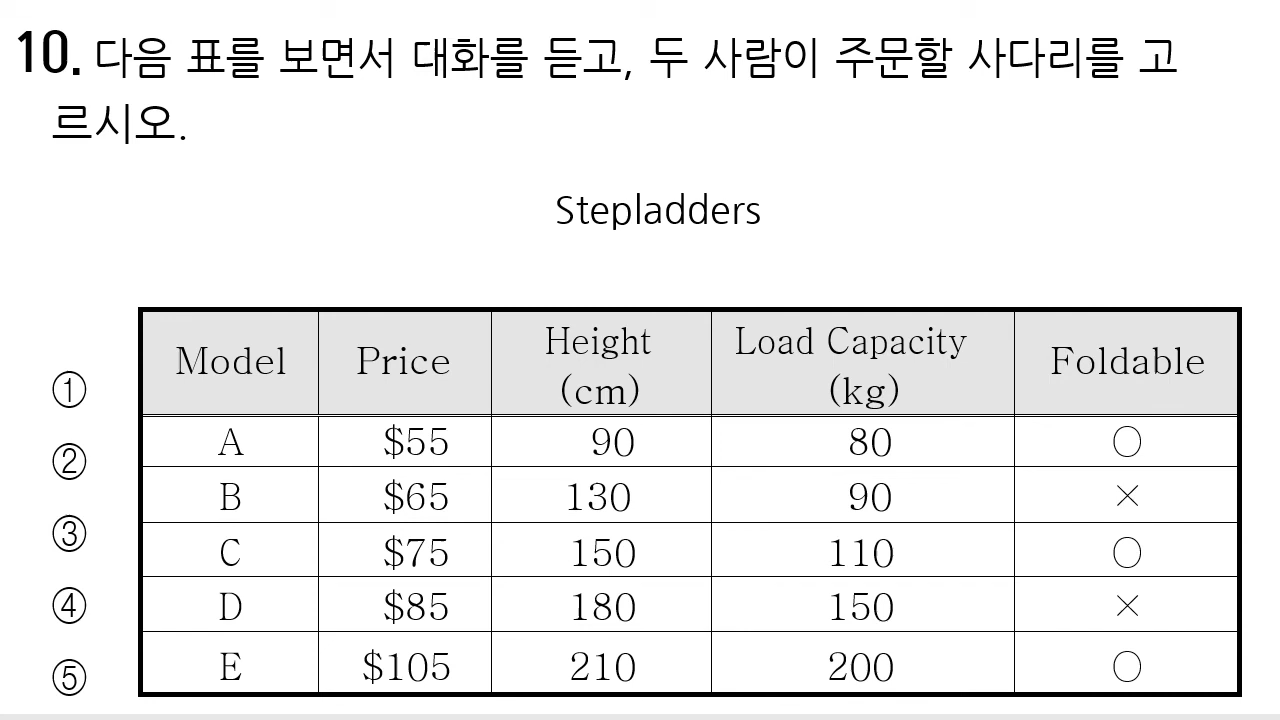 10. 다음 표를 보면서 대화를 듣고, 두 사람이 주문할 사다리를 고
르시오.
Stepladders
Model Price Height (cm) Load Capacity (kg) Foldable
① A $55 90 80 ○
② B $65 130 90 ×
③ C $75 150 110 ○
④ D $85 180 150 ×
⑤ E $105 210 200 ○